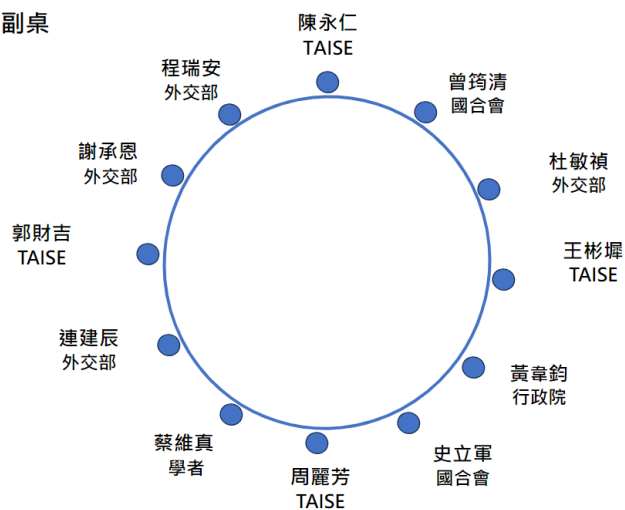 副桌
陳永仁
TAISE
程瑞安
外交部
曾筠清
國合會
謝承恩
外交部
杜敏禎
外交部
郭財吉
TAISE
王彬墀
TAISE
連建辰
外交部
黃韋鈞
行政院
蔡維真
學者
史立軍
國合會
周麗芳
TAISE